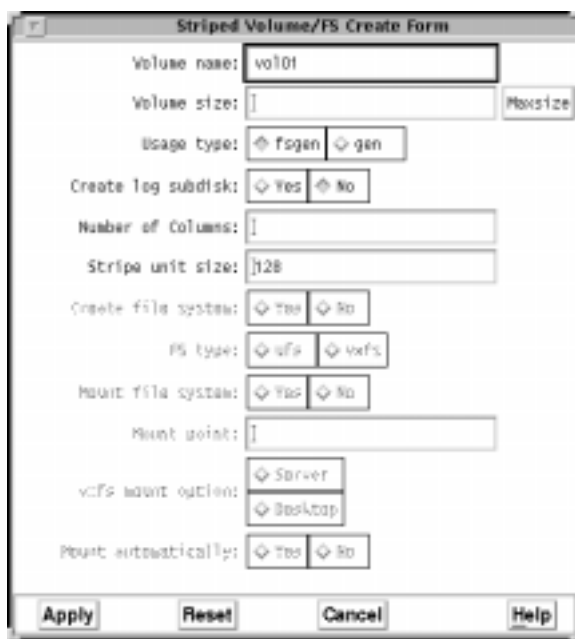 Striped Volume/FS Create Form
Volume name: vol01
Volume size: Maxsize
Usage type: fsgen gen
Create log subdisk: Yes No
Number of Columns:
Stripe unit size: 128
Create file system: Yes No
FS type: ufs vxfs
Mount file system: Yes No
Mount point:
vxfs mount option: Server
Desktop
Mount automatically: Yes No
Apply Reset Cancel Help